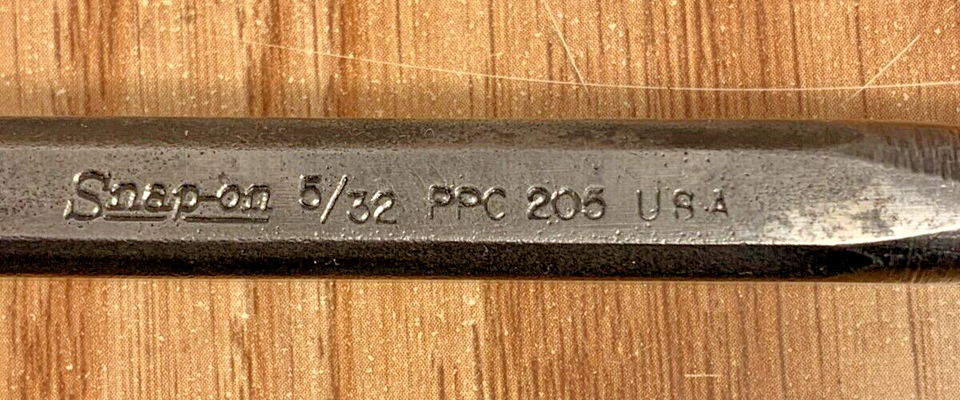 Snap-on 5/32 PPC 205 USA